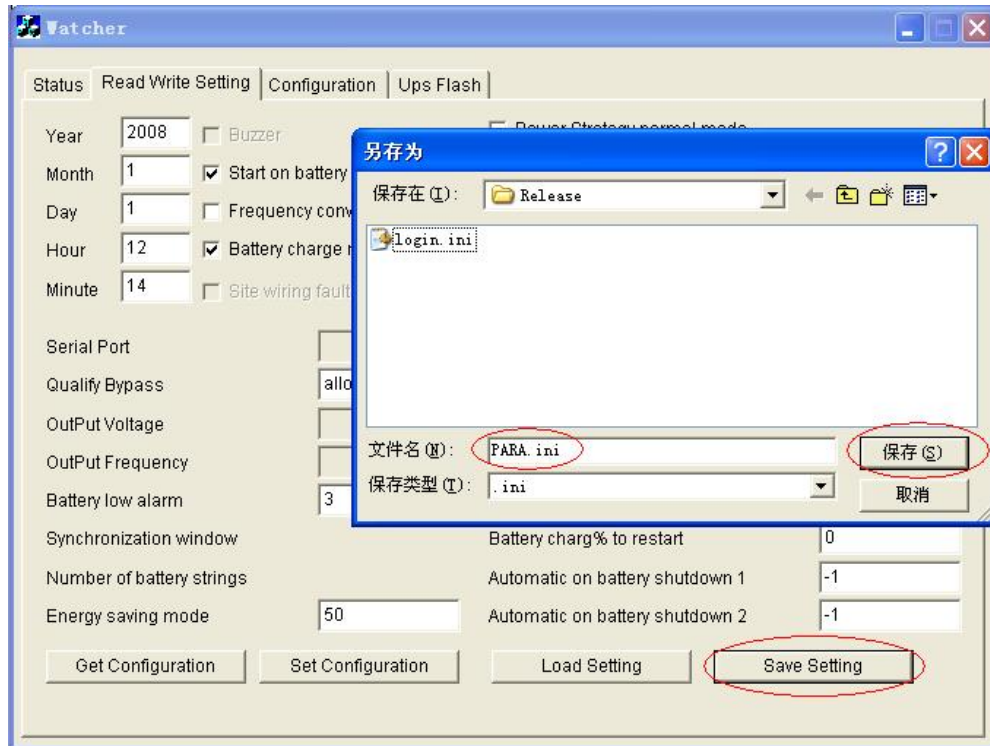 Watcher
Status Read Write Setting Configuration Ups Flash
Year 2008 Buzzer Power Strategy normal mode
另存为
Month 1 Start on battery
保存在(I): Release
Day 1 Frequency conv
login.ini
Hour 12 Battery charge r
Minute 14 Site wiring fault
Serial Port
Qualify Bypass allo
OutPut Voltage
文件名(N): PARA.ini 保存(S)
OutPut Frequency
保存类型(T): .ini 取消
Battery low alarm 3
Synchronization window Battery charg% to restart 0
Number of battery strings Automatic on battery shutdown 1 -1
Energy saving mode 50 Automatic on battery shutdown 2 -1
Get Configuration Set Configuration Load Setting Save Setting